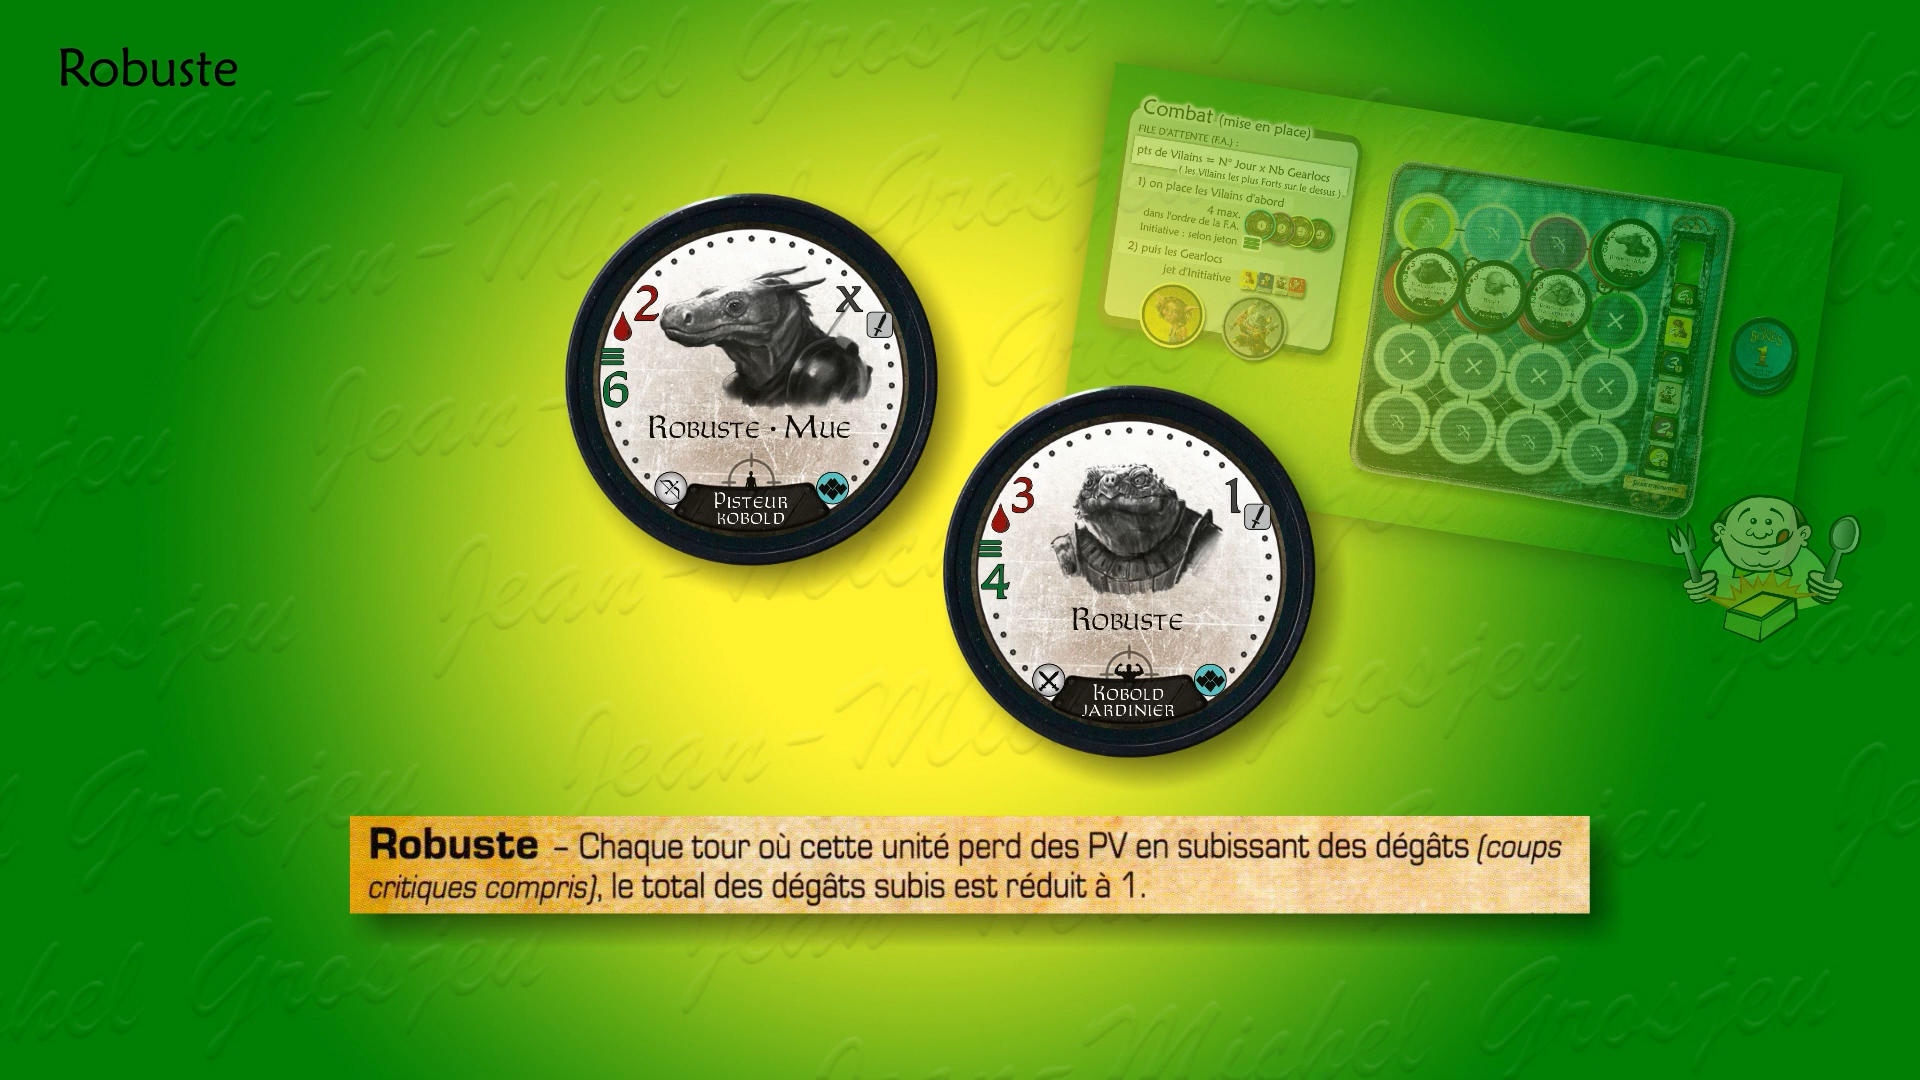 Robuste
Combat (mise en place)
FILE D'ATTENTE (F.A.) :
pts de Vilains = N° Jour x Nb Gearlocs
( les Vilains les plus Forts sur le dessus )
1) on place les Vilains d'abord
4 max.
dans l'ordre de la F.A.
Initiative : selon jeton
2) puis les Gearlocs
jet d'Initiative
2
X
6
ROBUSTE · MUE
PISTEUR
KOBOLD
3
1
4
ROBUSTE
KOBOLD
JARDINIER
Robuste – Chaque tour où cette unité perd des PV en subissant des dégâts (coups
critiques compris), le total des dégâts subis est réduit à 1.
Jean-Michel Grosjeu